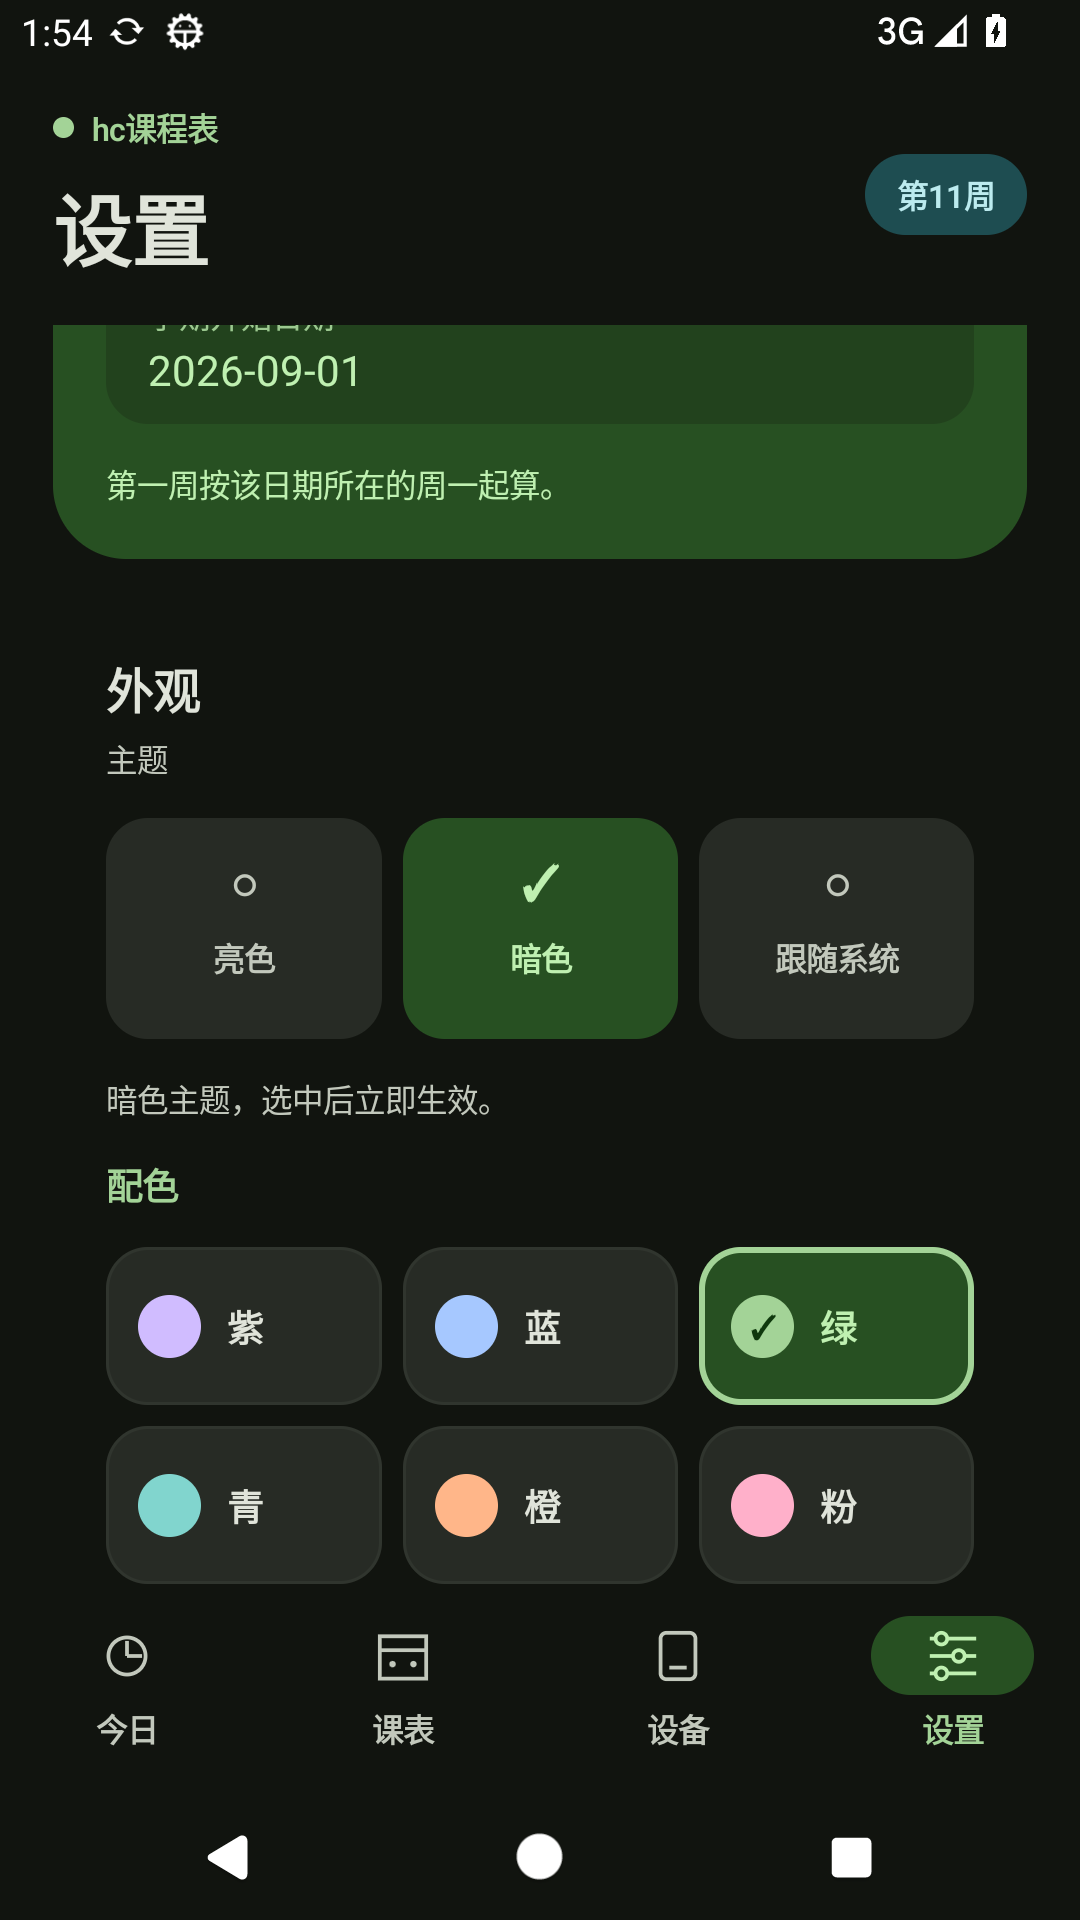 1:54
3G
hc课程表
设置
第11周
2026-09-01
第一周按该日期所在的周一起算。
外观
主题
亮色
暗色
跟随系统
暗色主题，选中后立即生效。
配色
紫
蓝
绿
青
橙
粉
今日
课表
设备
设置